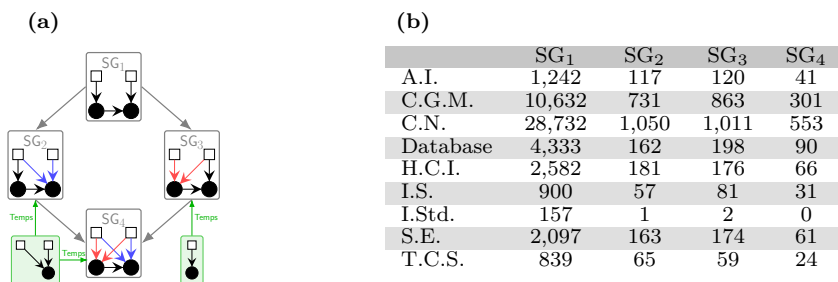 (a)
SG1
SG2
SG3
SG4
Temps
Temps
Temps
(b)
SG1 SG2 SG3 SG4
A.I. 1,242 117 120 41
C.G.M. 10,632 731 863 301
C.N. 28,732 1,050 1,011 553
Database 4,333 162 198 90
H.C.I. 2,582 181 176 66
I.S. 900 57 81 31
I.Std. 157 1 2 0
S.E. 2,097 163 174 61
T.C.S. 839 65 59 24